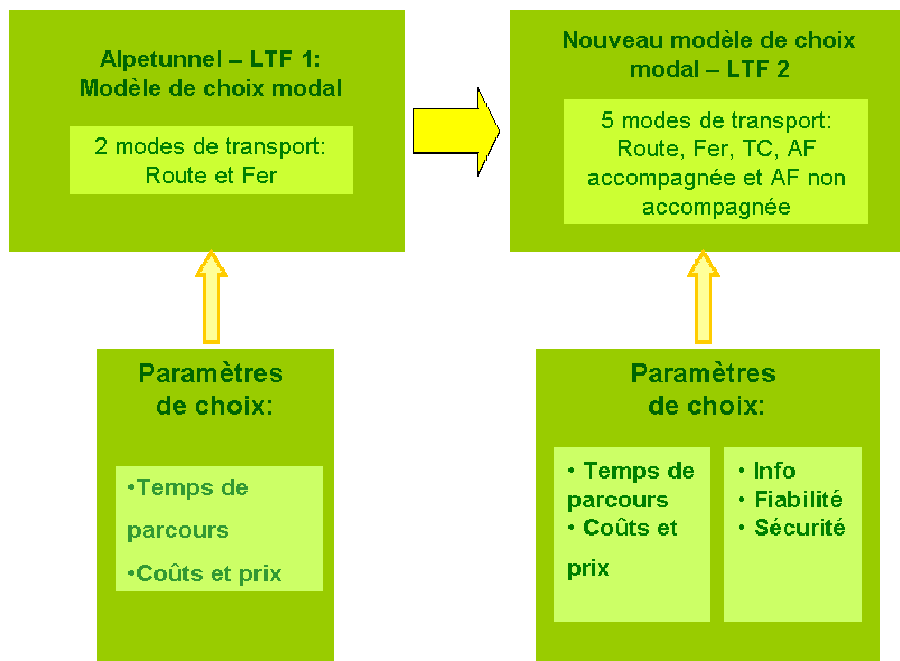 Alpetunnel – LTF 1:
Modèle de choix modal
2 modes de transport:
Route et Fer
Nouveau modèle de choix
modal – LTF 2
5 modes de transport:
Route, Fer, TC, AF
accompagnée et AF non
accompagnée
Paramètres
de choix:
•Temps de
parcours
•Coûts et prix
Paramètres
de choix:
• Temps de
parcours
• Coûts et
prix
• Info
• Fiabilité
• Sécurité